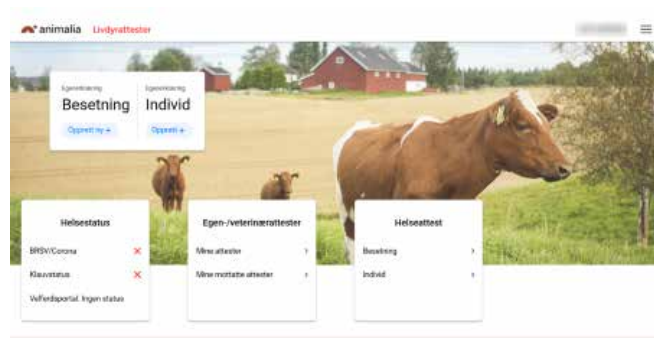 animalia Livdyrattester
Egenerklæring Egenerklæring
Besetning Individ
Opprett ny + Opprett +
Helsestatus
BRSV/Corona
Klauvstatus
Velferdsportal: Ingen status
Egen-/veterinærattester
Mine attester
Mine mottatte attester
Helseattest
Besetning
Individ